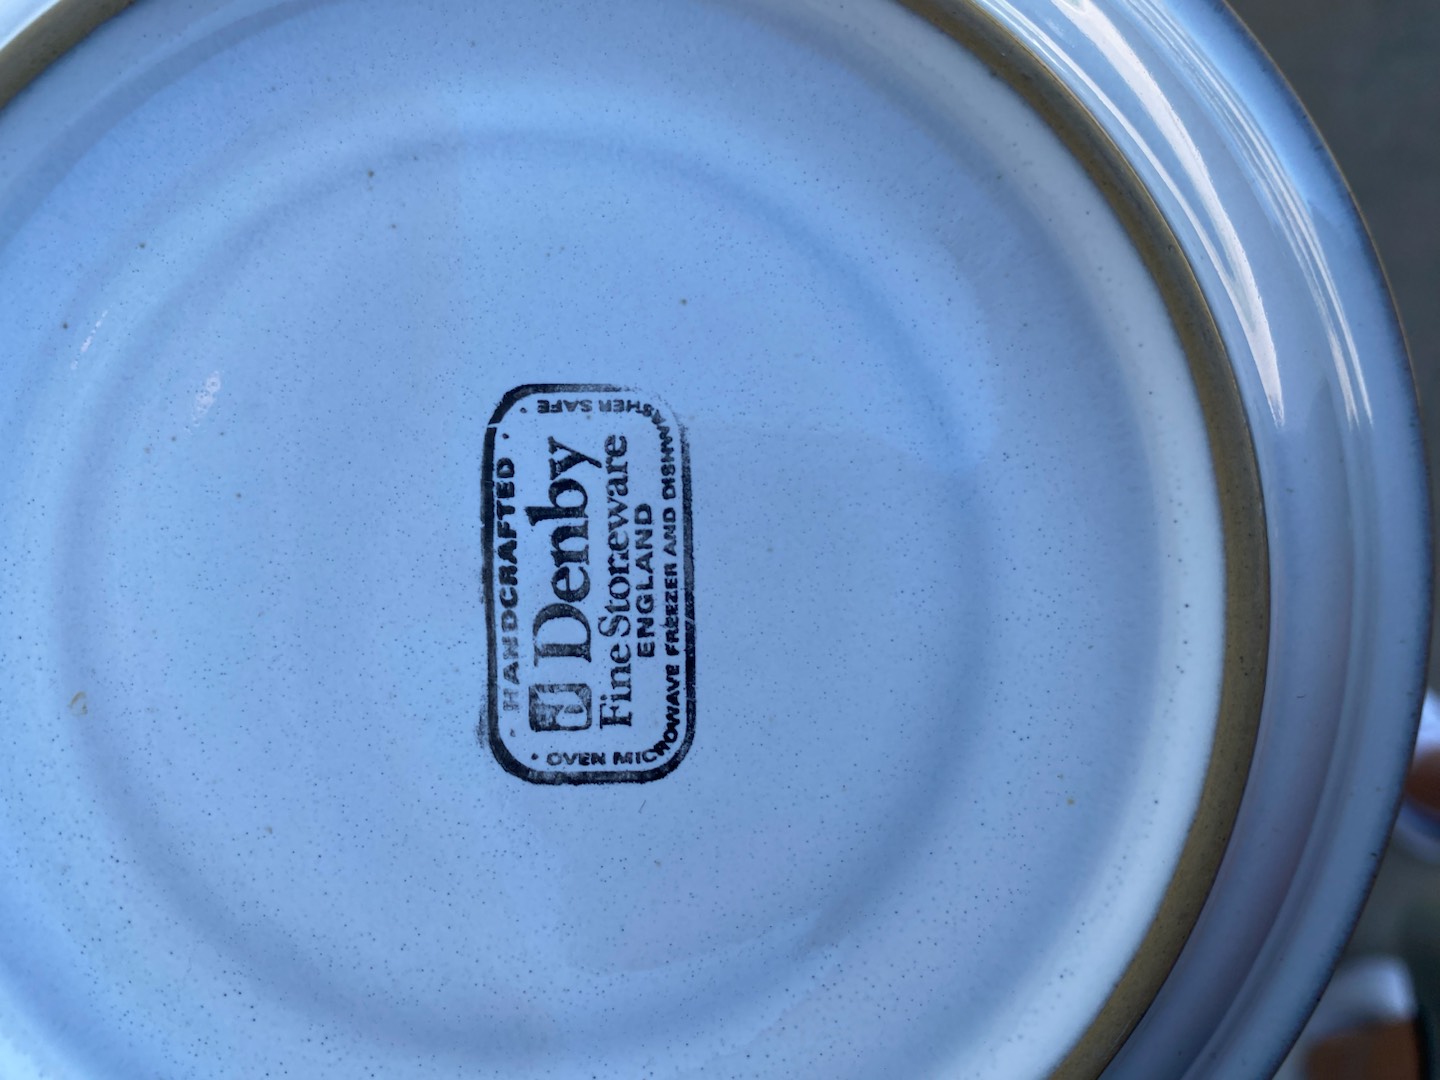 HANDCRAFTED
Denby
Fine Stoneware
ENGLAND
OVEN MICROWAVE FREEZER AND DISHWASHER SAFE